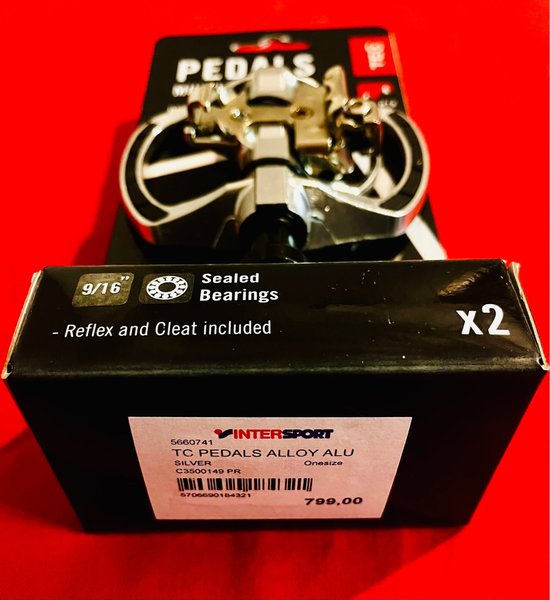 PEDALS
TEC
9/16"
Sealed
Bearings
- Reflex and Cleat included
x2
INTERSPORT
5660741
TC PEDALS ALLOY ALU
SILVER Onesize
C3500149 PR
5706690184321
799,00